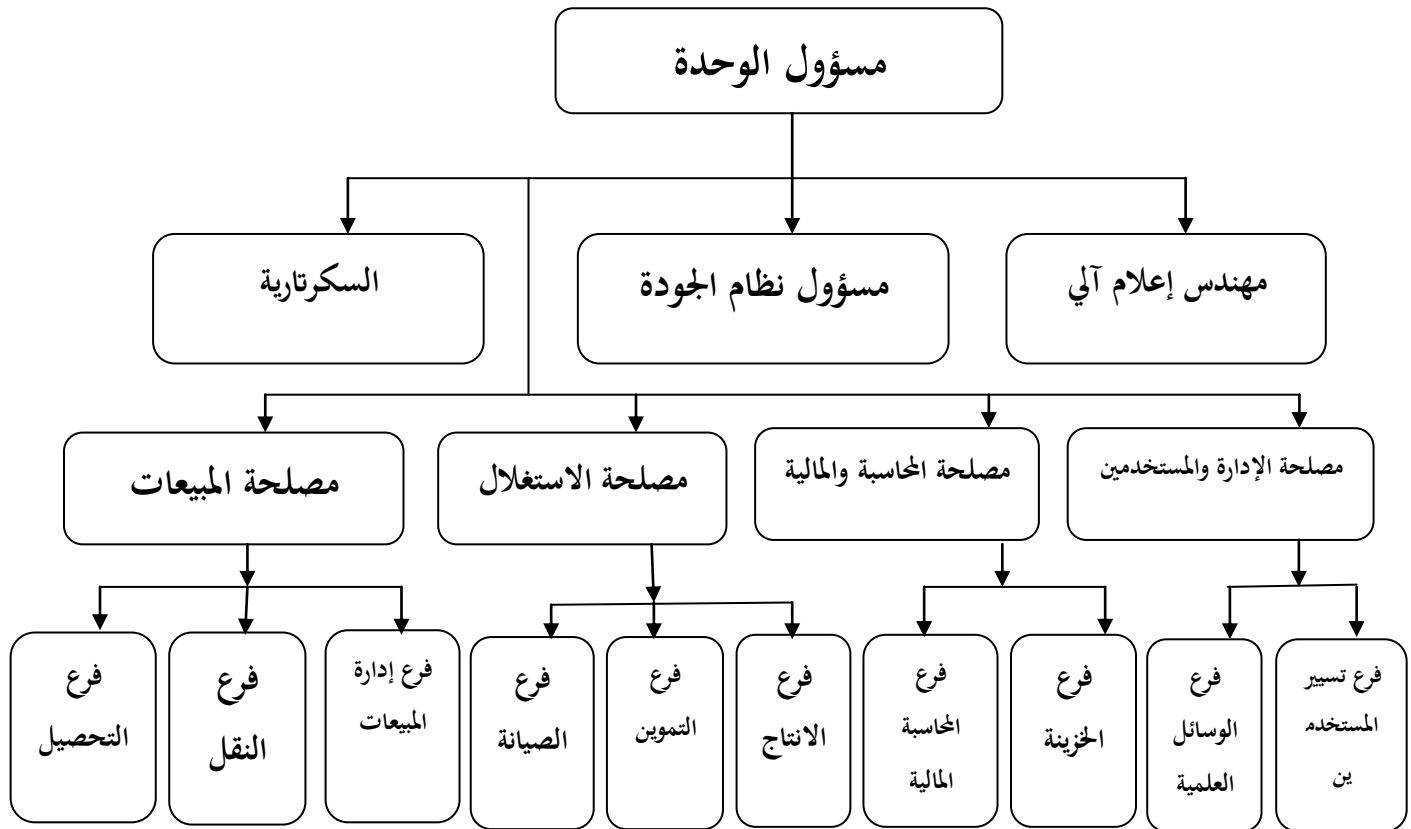 مسؤول الوحدة
مهندس إعلام آلي
مسؤول نظام الجودة
السكرتارية
مصلحة الإدارة والمستخدمين
مصلحة المحاسبة والمالية
مصلحة الاستغلال
مصلحة المبيعات
فرع تسيير
المستخدم
ين
فرع
الوسائل
العلمية
فرع
الخزينة
فرع
المحاسبة
المالية
فرع
الانتاج
فرع
التموين
فرع
الصيانة
فرع إدارة
المبيعات
فرع
النقل
فرع
التحصيل